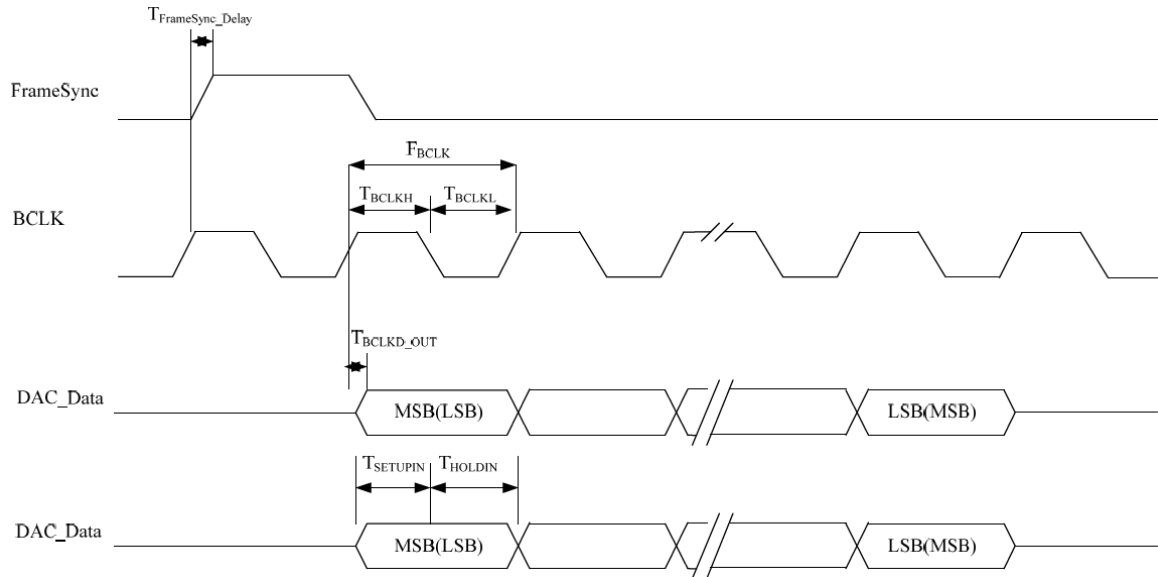 TFrameSync_Delay
FrameSync
FBCLK
TBCLKH TBCLKL
BCLK
TBCLKD_OUT
DAC_Data MSB(LSB) LSB(MSB)
TSETUPIN THOLDIN
DAC_Data MSB(LSB) LSB(MSB)